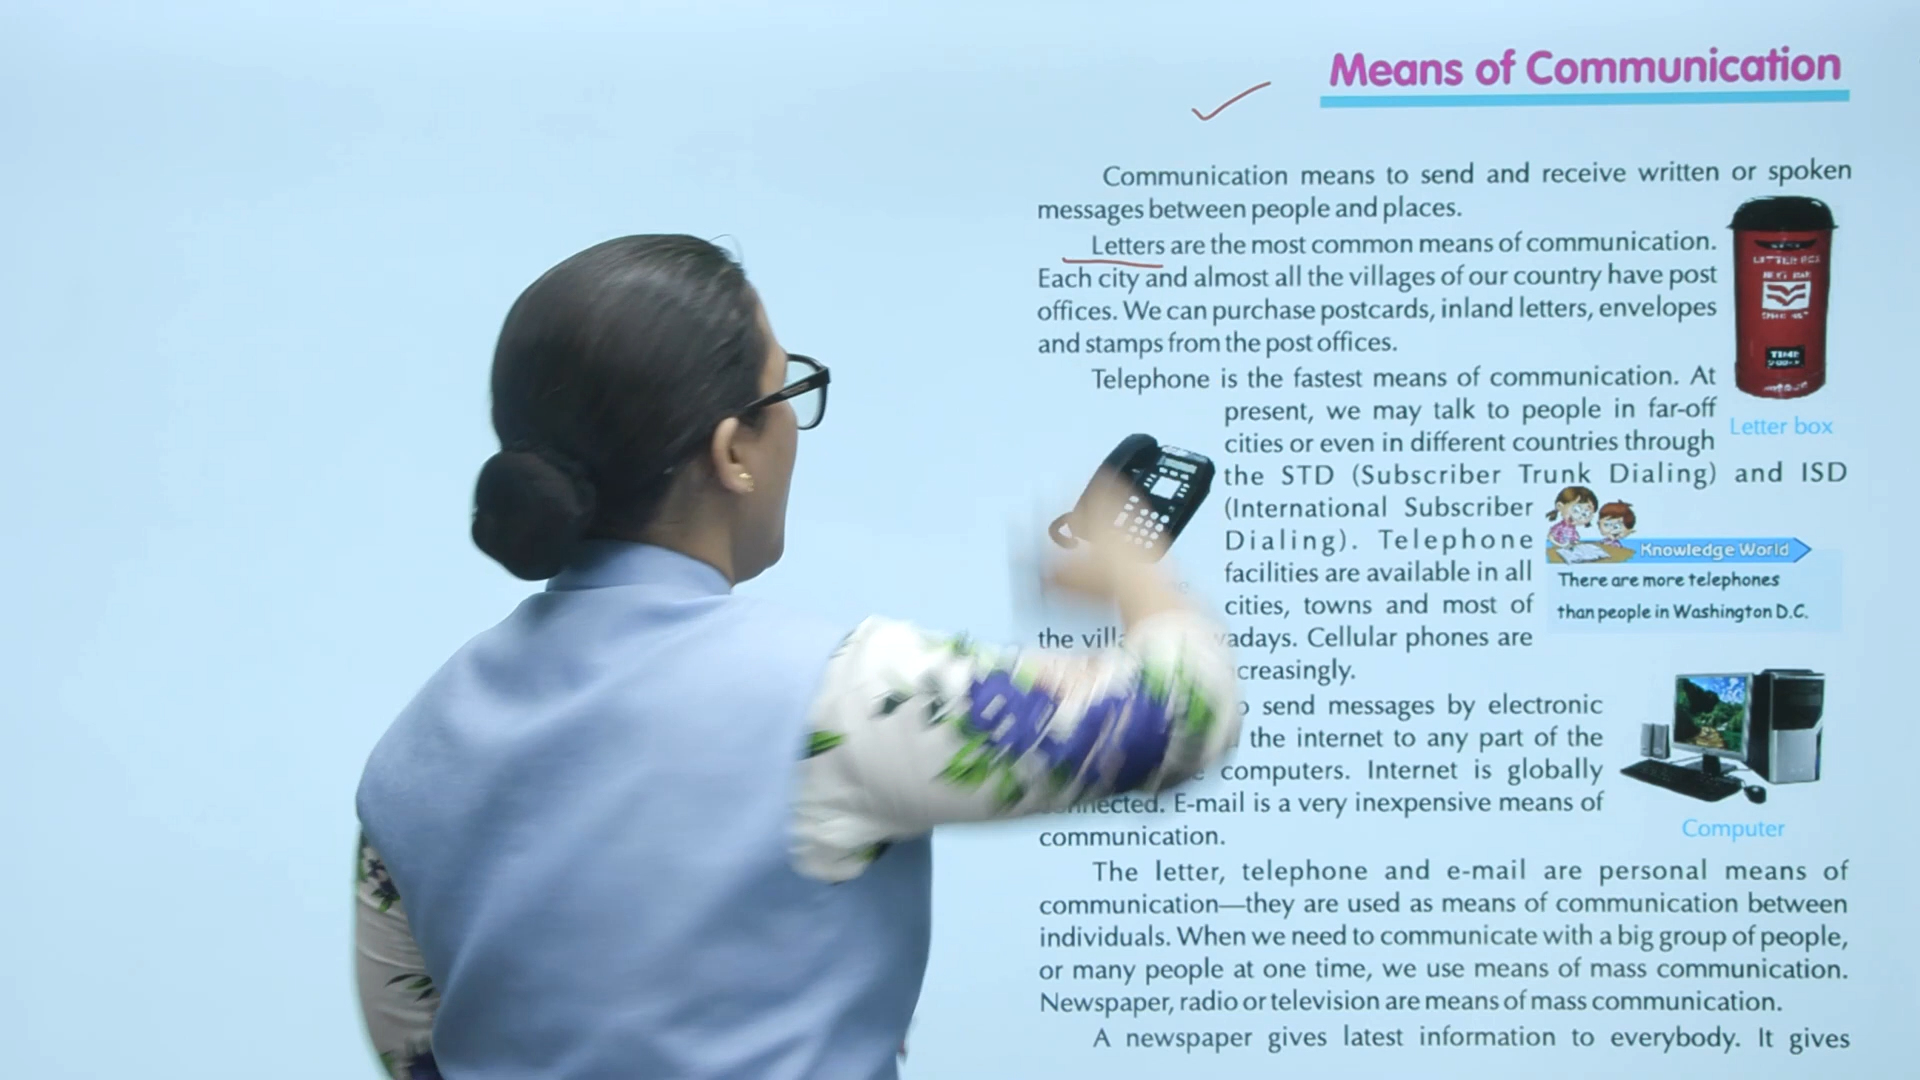 Means of Communication
Communication means to send and receive written or spoken
messages between people and places.
Letters are the most common means of communication.
Each city and almost all the villages of our country have post
offices. We can purchase postcards, inland letters, envelopes
and stamps from the post offices.
LETTER BOX
Letter box
Telephone is the fastest means of communication. At
present, we may talk to people in far-off
cities or even in different countries through
the STD (Subscriber Trunk Dialing) and ISD
(International Subscriber
Dialing). Telephone
facilities are available in all
cities, towns and most of
the
Cellular phones are
Knowledge World
There are more telephones
than people in Washington D.C.
send messages by electronic
the internet to any part of the
computers. Internet is globally
E-mail is a very inexpensive means of
communication.
Computer
The letter, telephone and e-mail are personal means of
communication—they are used as means of communication between
individuals. When we need to communicate with a big group of people,
or many people at one time, we use means of mass communication.
Newspaper, radio or television are means of mass communication.
A newspaper gives latest information to everybody. It gives